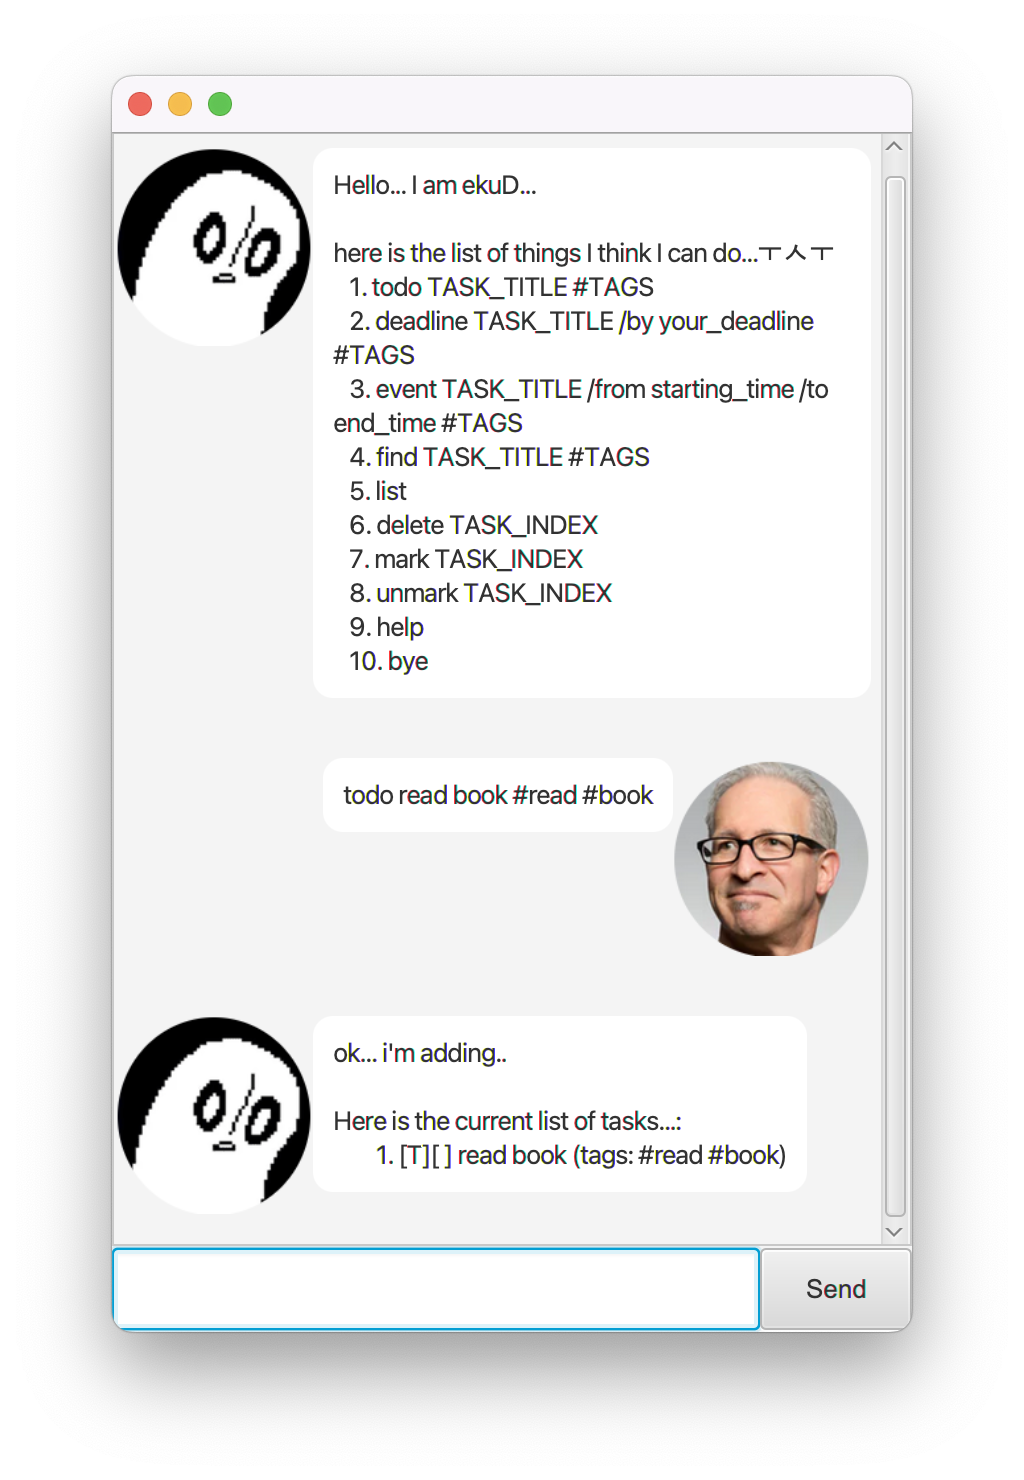 Hello... I am ekuD...
here is the list of things I think I can do...ㅜㅅㅜ
1. todo TASK_TITLE #TAGS
2. deadline TASK_TITLE /by your_deadline
#TAGS
3. event TASK_TITLE /from starting_time /to
end_time #TAGS
4. find TASK_TITLE #TAGS
5. list
6. delete TASK_INDEX
7. mark TASK_INDEX
8. unmark TASK_INDEX
9. help
10. bye
todo read book #read #book
ok... i'm adding..
Here is the current list of tasks...:
1. [T][ ] read book (tags: #read #book)
Send